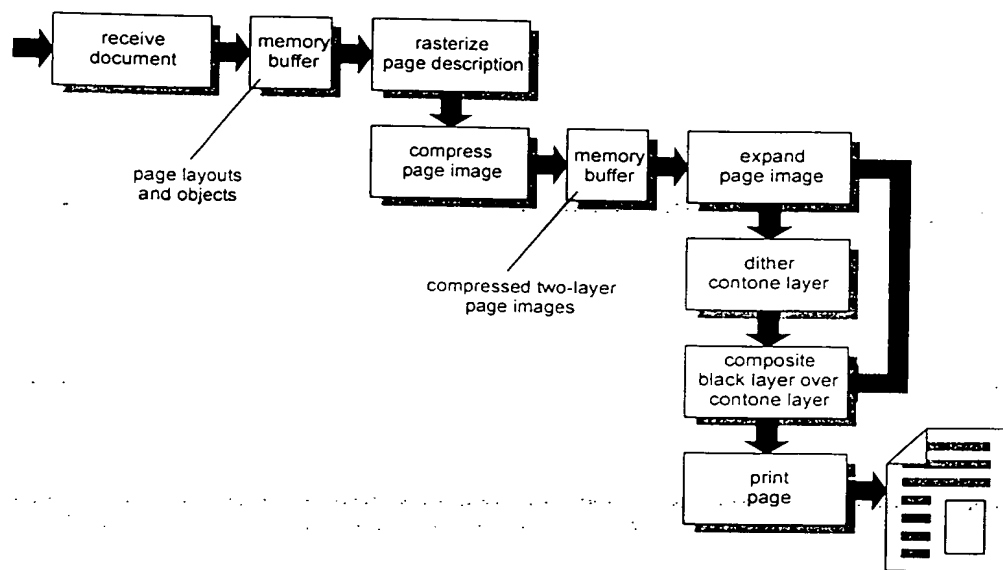 receive
document
memory
buffer
rasterize
page description
page layouts
and objects
compress
page image
memory
buffer
expand
page image
compressed two-layer
page images
dither
contone layer
composite
black layer over
contone layer
print
page